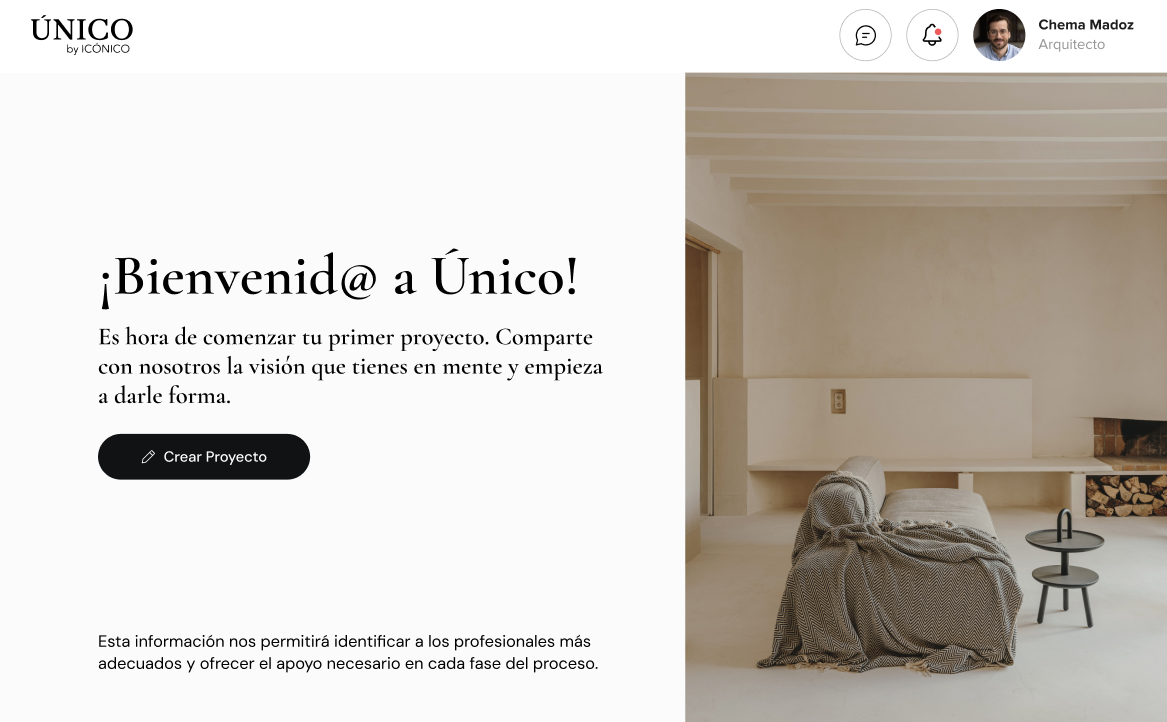 ÚNICO
by ICÓNICO
Chema Madoz
Arquitecto
¡Bienvenid@ a Único!
Es hora de comenzar tu primer proyecto. Comparte
con nosotros la visión que tienes en mente y empieza
a darle forma.
Crear Proyecto
Esta información nos permitirá identificar a los profesionales más
adecuados y ofrecer el apoyo necesario en cada fase del proceso.